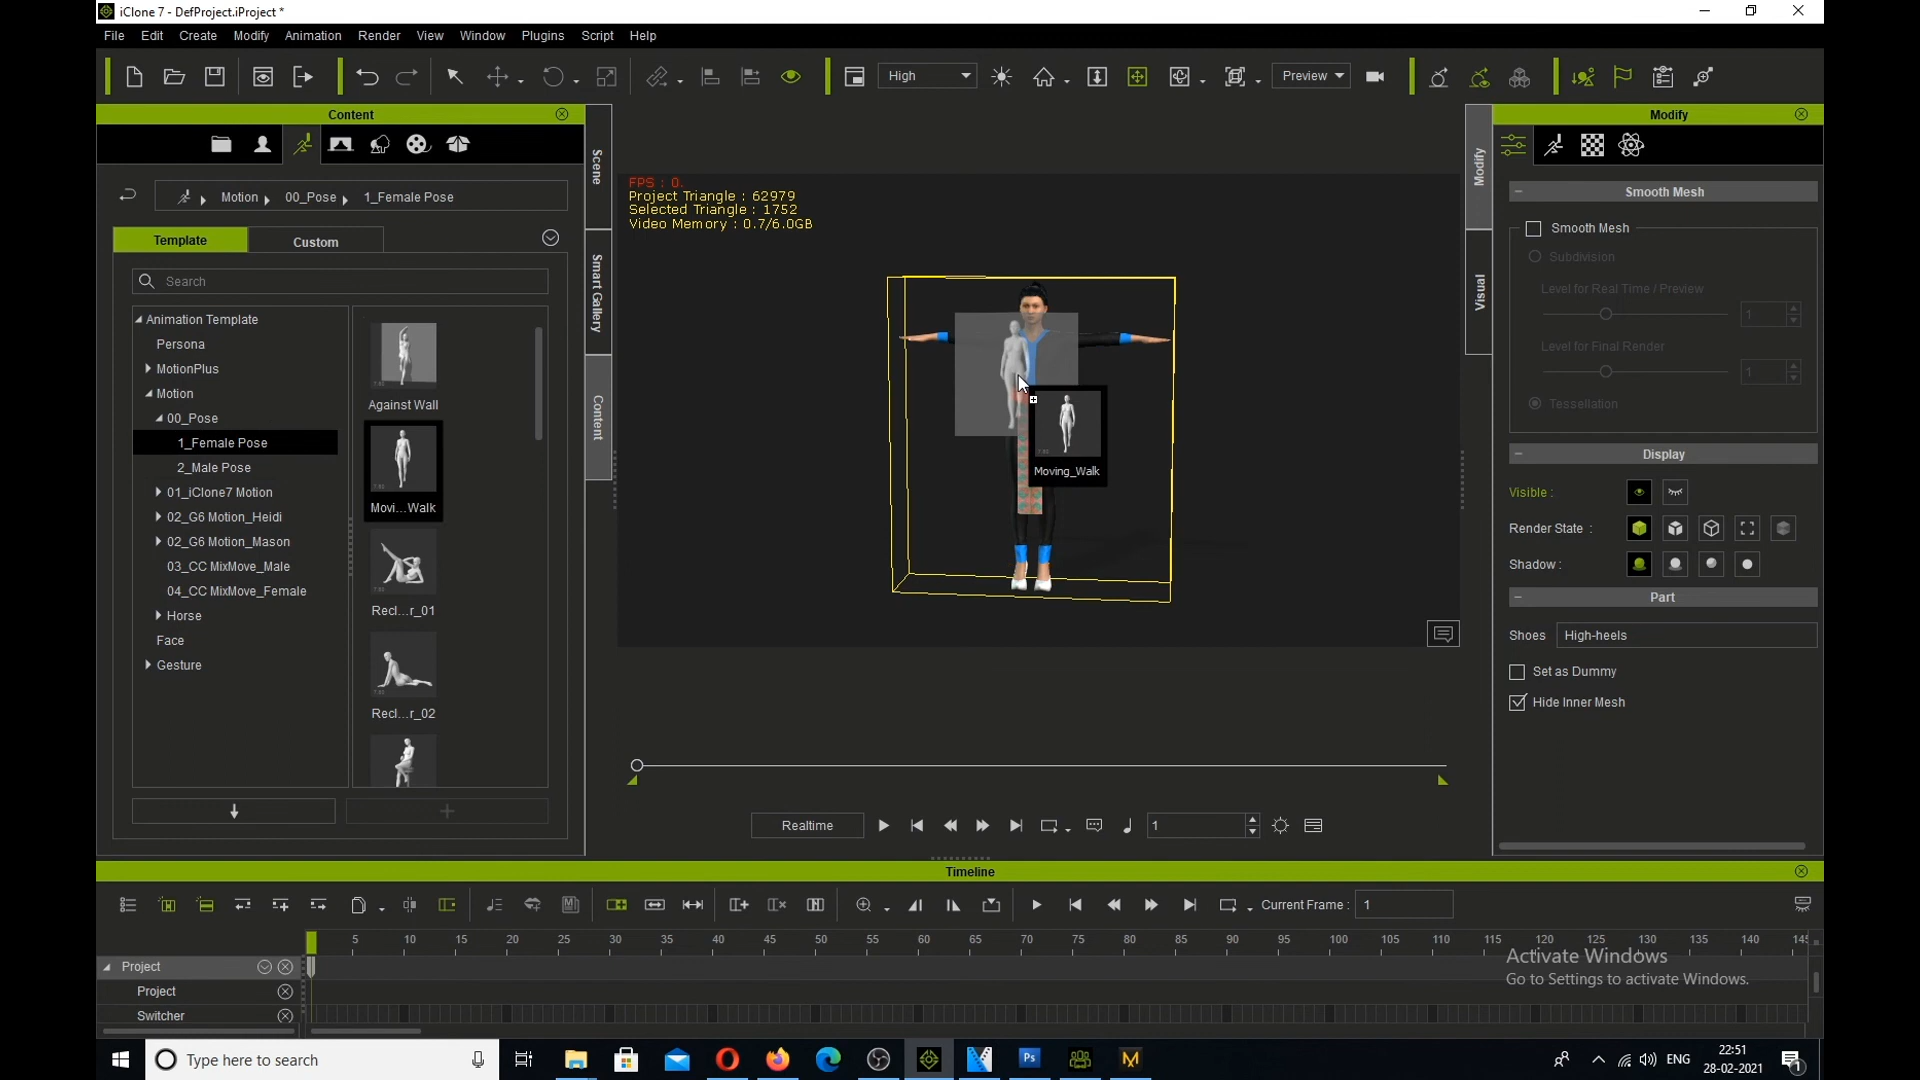 iClone 7 - DefProject.iProject *
File Edit Create Modify Animation Render View Window Plugins Script Help
High
Preview
Content
Modify
Motion 00_Pose 1_Female Pose
Template Custom
Search
Animation Template
Persona
MotionPlus
Motion
00_Pose
1_Female Pose
2_Male Pose
01_iClone7 Motion
02_G6 Motion_Heidi
02_G6 Motion_Mason
03_CC MixMove_Male
04_CC MixMove_Female
Horse
Face
Gesture
Against Wall
Movi...Walk
Recl...r_01
Recl...r_02
Scene
Smart Gallery
Content
FPS : 0.
Project Triangle : 62979
Selected Triangle : 1752
Video Memory : 0.7/6.0GB
Moving_Walk
Modify
Visual
Smooth Mesh
Smooth Mesh
Subdivision
Level for Real Time / Preview
1
Level for Final Render
1
Tessellation
Display
Visible :
Render State :
Shadow :
Part
Shoes High-heels
Set as Dummy
Hide Inner Mesh
Realtime
1
Timeline
Current Frame : 1
5 10 15 20 25 30 35 40 45 50 55 60 65 70 75 80 85 90 95 100 105 110 115 120 125 130 135 140 145
Project
Project
Switcher
Activate Windows
Go to Settings to activate Windows.
Type here to search
Ps
ENG
22:51
28-02-2021
1